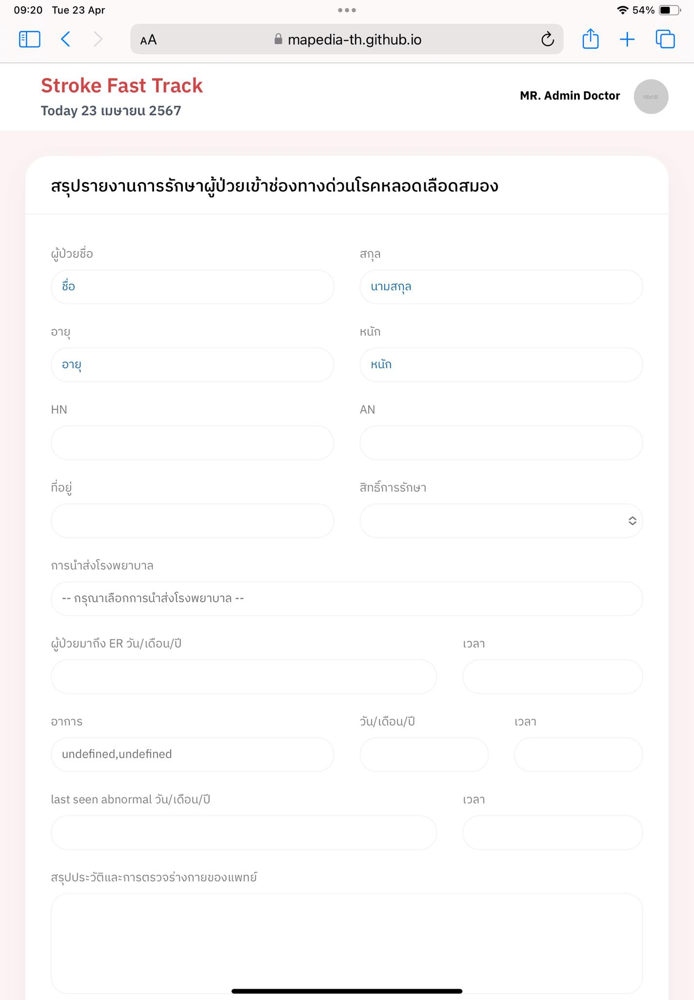 09:20 Tue 23 Apr
54%
AA mapedia-th.github.io
Stroke Fast Track
Today 23 เมษายน 2567
MR. Admin Doctor
100x100
สรุปรายงานการรักษาผู้ป่วยเข้าช่องทางด่วนโรคหลอดเลือดสมอง
ผู้ป่วยชื่อ สกุล
ชื่อ นามสกุล
อายุ หนัก
อายุ หนัก
HN AN
ที่อยู่ สิทธิ์การรักษา
การนำส่งโรงพยาบาล
-- กรุณาเลือกการนำส่งโรงพยาบาล --
ผู้ป่วยมาถึง ER วัน/เดือน/ปี เวลา
อาการ วัน/เดือน/ปี เวลา
undefined,undefined
last seen abnormal วัน/เดือน/ปี เวลา
สรุปประวัติและการตรวจร่างกายของแพทย์